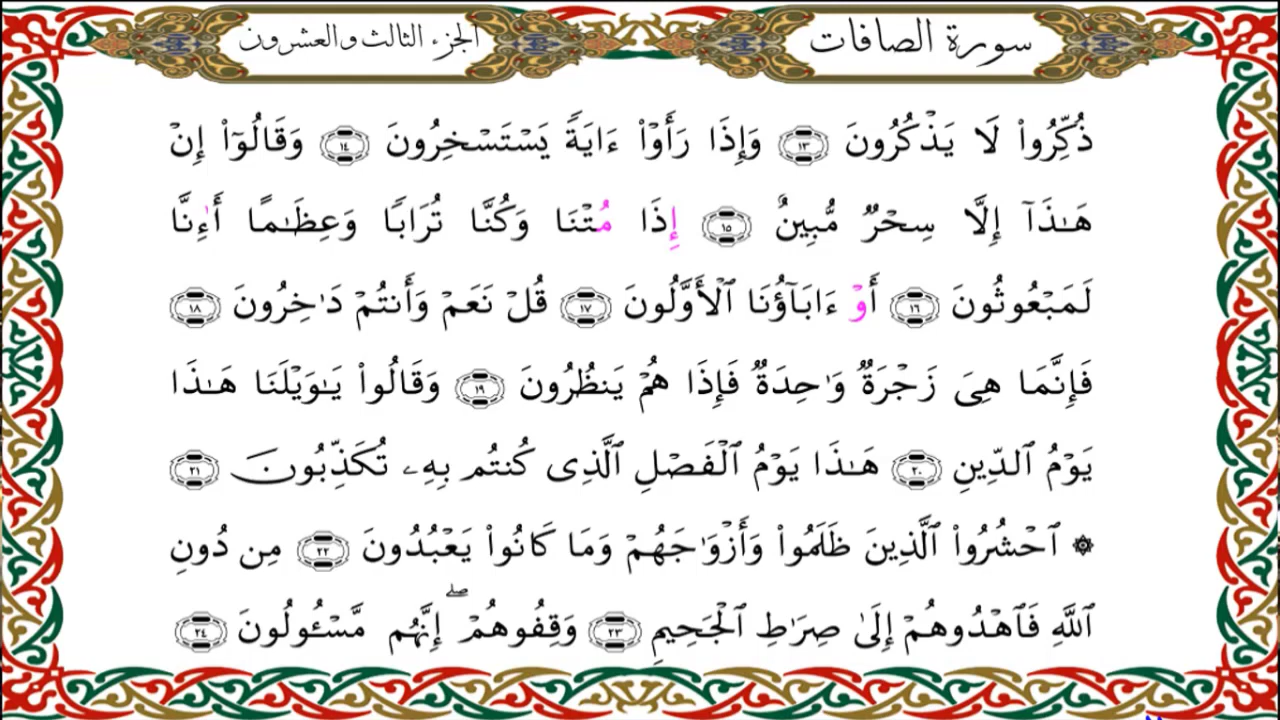 سورة الصافات
الجزء الثالث والعشرون
ذُكِّرُوا۟ لَا يَذْكُرُونَ ١٣ وَإِذَا رَأَوْا۟ ءَايَةً يَسْتَسْخِرُونَ ١٤ وَقَالُوٓا۟ إِنْ
هَـٰذَآ إِلَّا سِحْرٌ مُّبِينٌ ١٥ إِذَا مُتْنَا وَكُنَّا تُرَابًا وَعِظَـٰمًا أَٰءِنَّا
لَمَبْعُوثُونَ ١٦ أَوْ ءَابَآؤُنَا ٱلْأَوَّلُونَ ١٧ قُلْ نَعَمْ وَأَنتُمْ دَٰخِرُونَ ١٨
فَإِنَّمَا هِىَ زَجْرَةٌ وَٰحِدَةٌ فَإِذَا هُمْ يَنظُرُونَ ١٩ وَقَالُوا۟ يَـٰوَيْلَنَا هَـٰذَا
يَوْمُ ٱلدِّينِ ٢٠ هَـٰذَا يَوْمُ ٱلْفَصْلِ ٱلَّذِى كُنتُم بِهِۦ تُكَذِّبُونَ ٢١
۞ ٱحْشُرُوا۟ ٱلَّذِينَ ظَلَمُوا۟ وَأَزْوَٰجَهُمْ وَمَا كَانُوا۟ يَعْبُدُونَ ٢٢ مِن دُونِ
ٱللَّهِ فَٱهْدُوهُمْ إِلَىٰ صِرَٰطِ ٱلْجَحِيمِ ٢٣ وَقِفُوهُمْ ۖ إِنَّهُم مَّسْـُٔولُونَ ٢٤